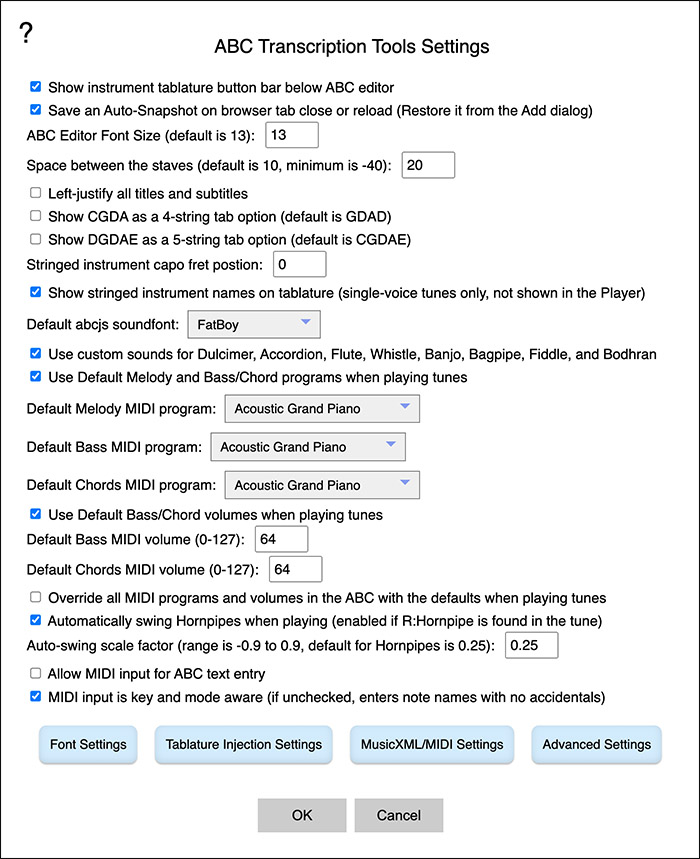 ?
ABC Transcription Tools Settings
Show instrument tablature button bar below ABC editor
Save an Auto-Snapshot on browser tab close or reload (Restore it from the Add dialog)
ABC Editor Font Size (default is 13): 13
Space between the staves (default is 10, minimum is -40): 20
Left-justify all titles and subtitles
Show CGDA as a 4-string tab option (default is GDAD)
Show DGDAE as a 5-string tab option (default is CGDAE)
Stringed instrument capo fret postion: 0
Show stringed instrument names on tablature (single-voice tunes only, not shown in the Player)
Default abcjs soundfont: FatBoy
Use custom sounds for Dulcimer, Accordion, Flute, Whistle, Banjo, Bagpipe, Fiddle, and Bodhran
Use Default Melody and Bass/Chord programs when playing tunes
Default Melody MIDI program: Acoustic Grand Piano
Default Bass MIDI program: Acoustic Grand Piano
Default Chords MIDI program: Acoustic Grand Piano
Use Default Bass/Chord volumes when playing tunes
Default Bass MIDI volume (0-127): 64
Default Chords MIDI volume (0-127): 64
Override all MIDI programs and volumes in the ABC with the defaults when playing tunes
Automatically swing Hornpipes when playing (enabled if R:Hornpipe is found in the tune)
Auto-swing scale factor (range is -0.9 to 0.9, default for Hornpipes is 0.25): 0.25
Allow MIDI input for ABC text entry
MIDI input is key and mode aware (if unchecked, enters note names with no accidentals)
Font Settings Tablature Injection Settings MusicXML/MIDI Settings Advanced Settings
OK Cancel